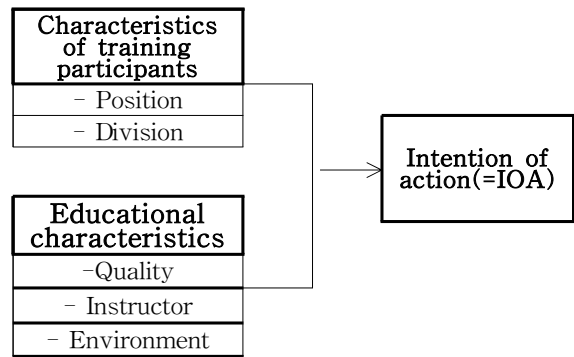 Characteristics
of training
participants
- Position
- Division
Educational
characteristics
-Quality
- Instructor
- Environment
Intention of
action(=IOA)